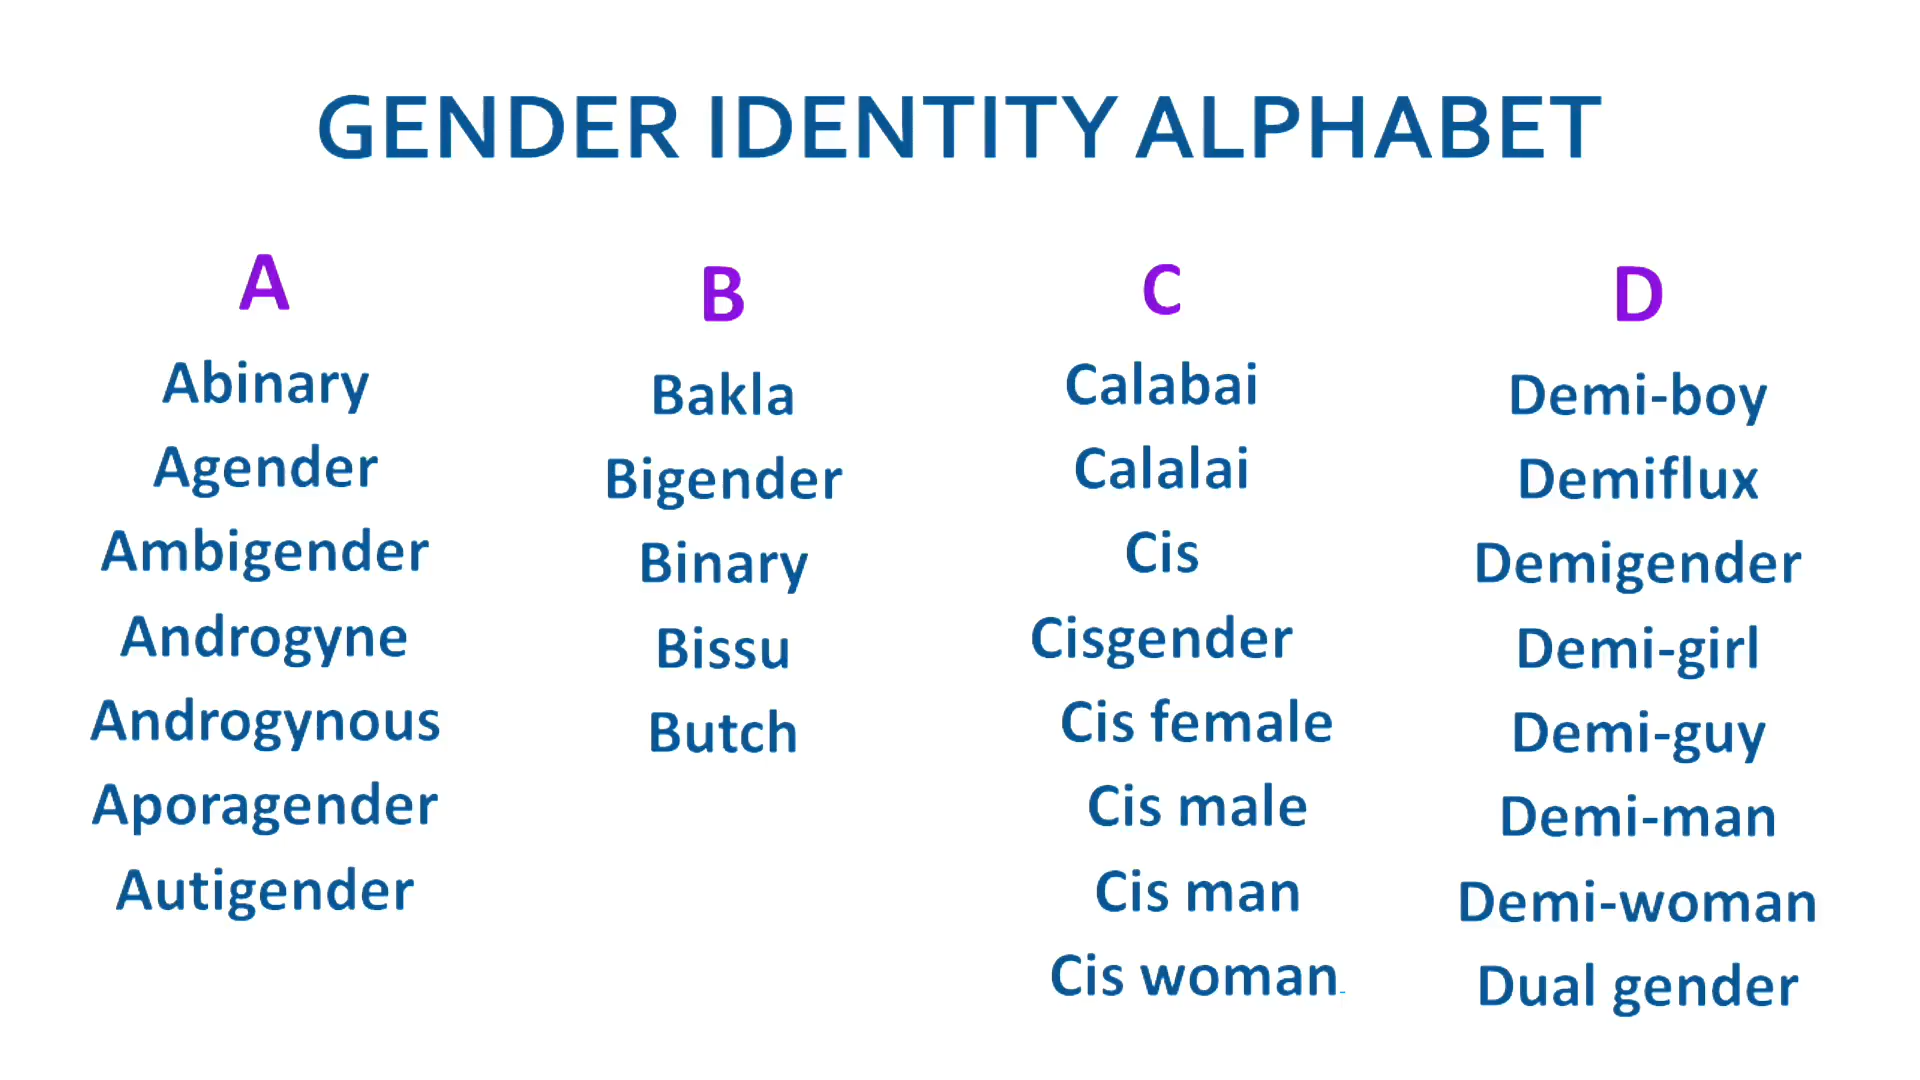 GENDER IDENTITY ALPHABET
A
Abinary
Agender
Ambigender
Androgyne
Androgynous
Aporagender
Autigender
B
Bakla
Bigender
Binary
Bissu
Butch
C
Calabai
Calalai
Cis
Cisgender
Cis female
Cis male
Cis man
Cis woman
D
Demi-boy
Demiflux
Demigender
Demi-girl
Demi-guy
Demi-man
Demi-woman
Dual gender